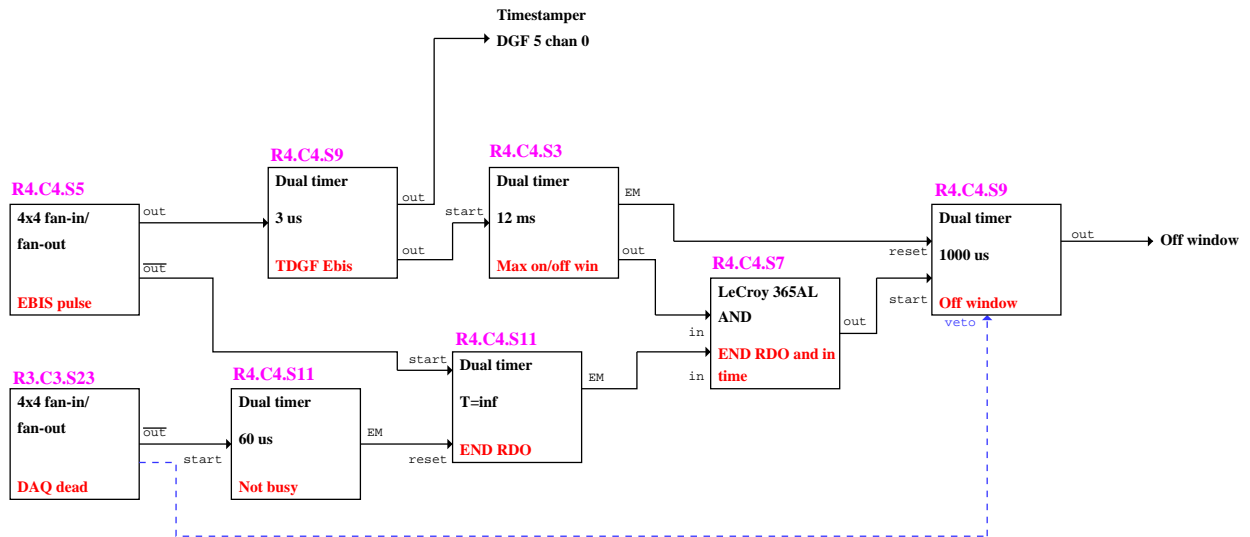 Timestamper
DGF 5 chan 0
out
R4.C4.S5
4x4 fan-in/
fan-out
EBIS pulse
out
out
R4.C4.S9
Dual timer
3 us
TDGF Ebis
out
start
R4.C4.S3
Dual timer
12 ms
Max on/off win
EM
out
R4.C4.S7
LeCroy 365AL
AND
END RDO and in
time
in
in
out
R4.C4.S9
Dual timer
1000 us
Off window
reset
start
veto
out
Off window
R3.C3.S23
4x4 fan-in/
fan-out
DAQ dead
out
start
R4.C4.S11
Dual timer
60 us
Not busy
EM
start
reset
R4.C4.S11
Dual timer
T=inf
END RDO
EM